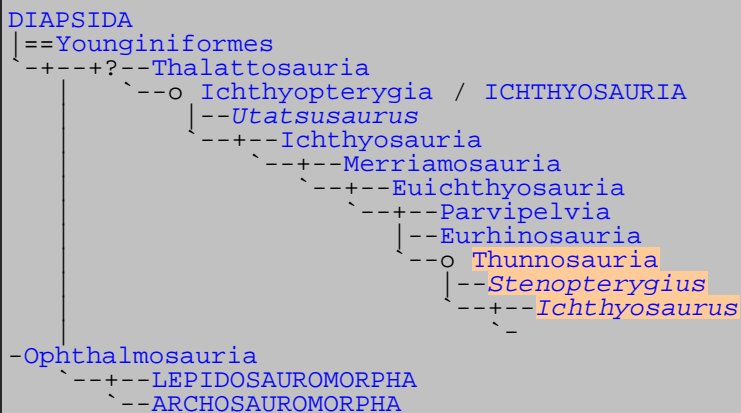 DIAPSIDA
|==Younginiformes
`-+--+?--Thalattosauria
   |  `--o Ichthyopterygia / ICHTHYOSAURIA
   |     |--Utatsusaurus
   |     `--+--Ichthyosauria
   |        `--+--Merriamosauria
   |           `--+--Euichthyosauria
   |              `--+--Parvipelvia
   |                 |--Eurhinosauria
   |                 `--o Thunnosauria
   |                    |--Stenopterygius
   |                    `--+--Ichthyosaurus
   |                       `-
-Ophthalmosauria
   `--+--LEPIDOSAUROMORPHA
      `--ARCHOSAUROMORPHA